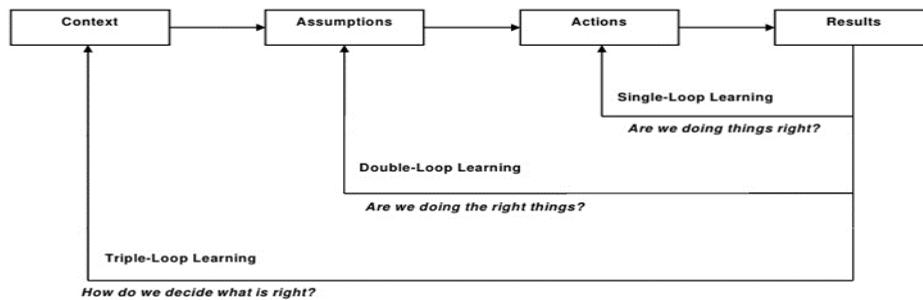 Context
Assumptions
Actions
Results
Single-Loop Learning
Are we doing things right?
Double-Loop Learning
Are we doing the right things?
Triple-Loop Learning
How do we decide what is right?